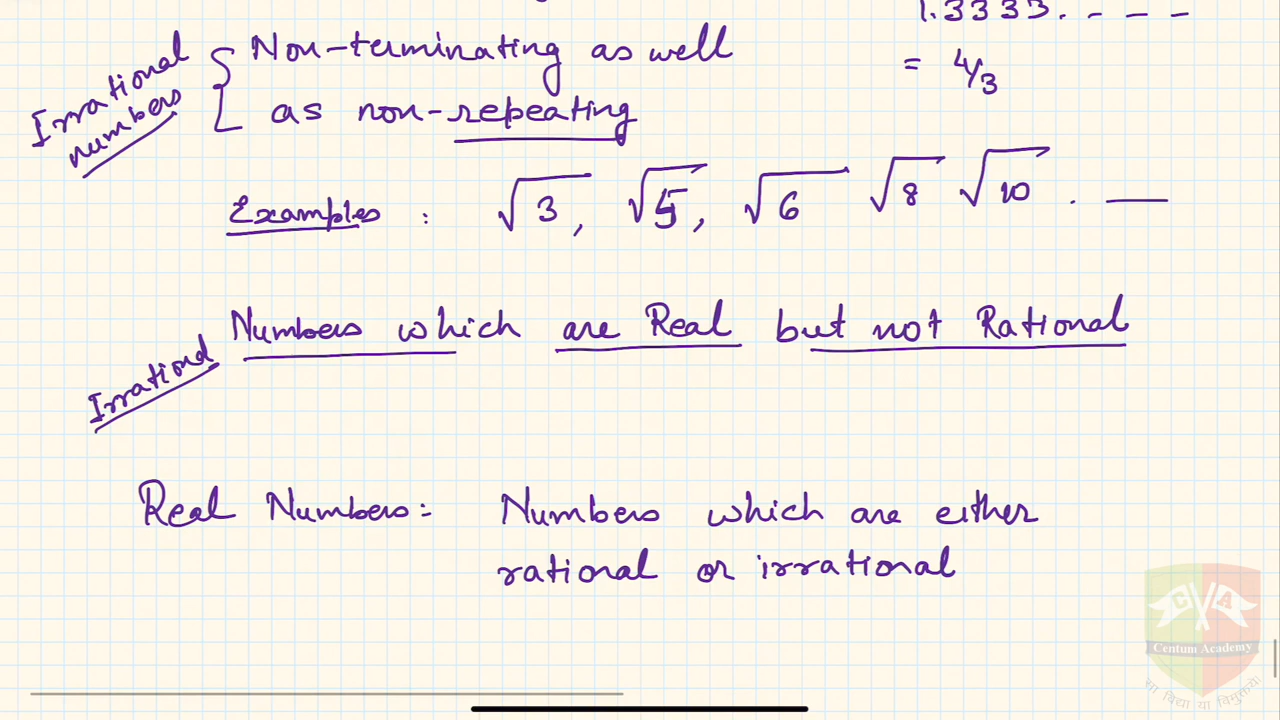 1.3333. - - -
= 4/3
Irrational numbers { Non-terminating as well
as non-repeating
Examples : √3, √5, √6 √8 √10 . —
Irrational Numbers which are Real but not Rational
Real Numbers: Numbers which are either
rational or irrational
C A
Centum Academy
सा विद्या या विमुक्तये